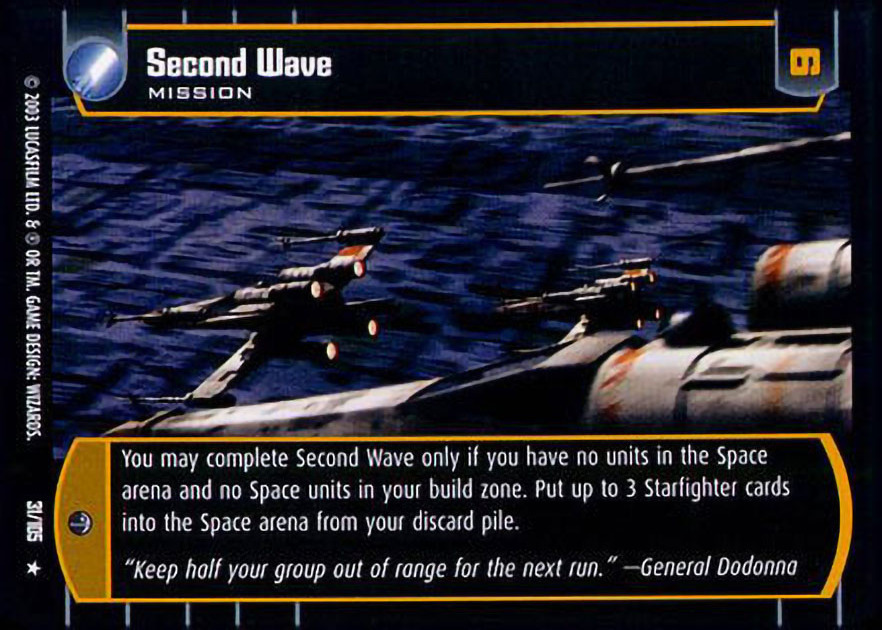 Second Wave
MISSION
You may complete Second Wave only if you have no units in the Space
arena and no Space units in your build zone. Put up to 3 Starfighter cards
into the Space arena from your discard pile.
“Keep half your group out of range for the next run.” —General Dodonna
© 2003 LUCASFILM LTD. & ® OR TM. GAME DESIGN: WIZARDS.
31/105